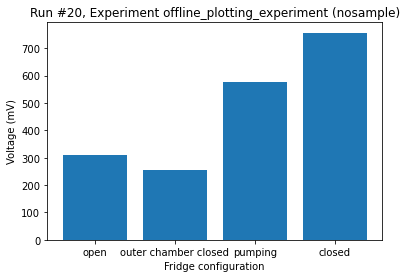 Run #20, Experiment offline_plotting_experiment (nosample)
Voltage (mV)
700
600
500
400
300
200
100
0
open outer chamber closed pumping closed
Fridge configuration